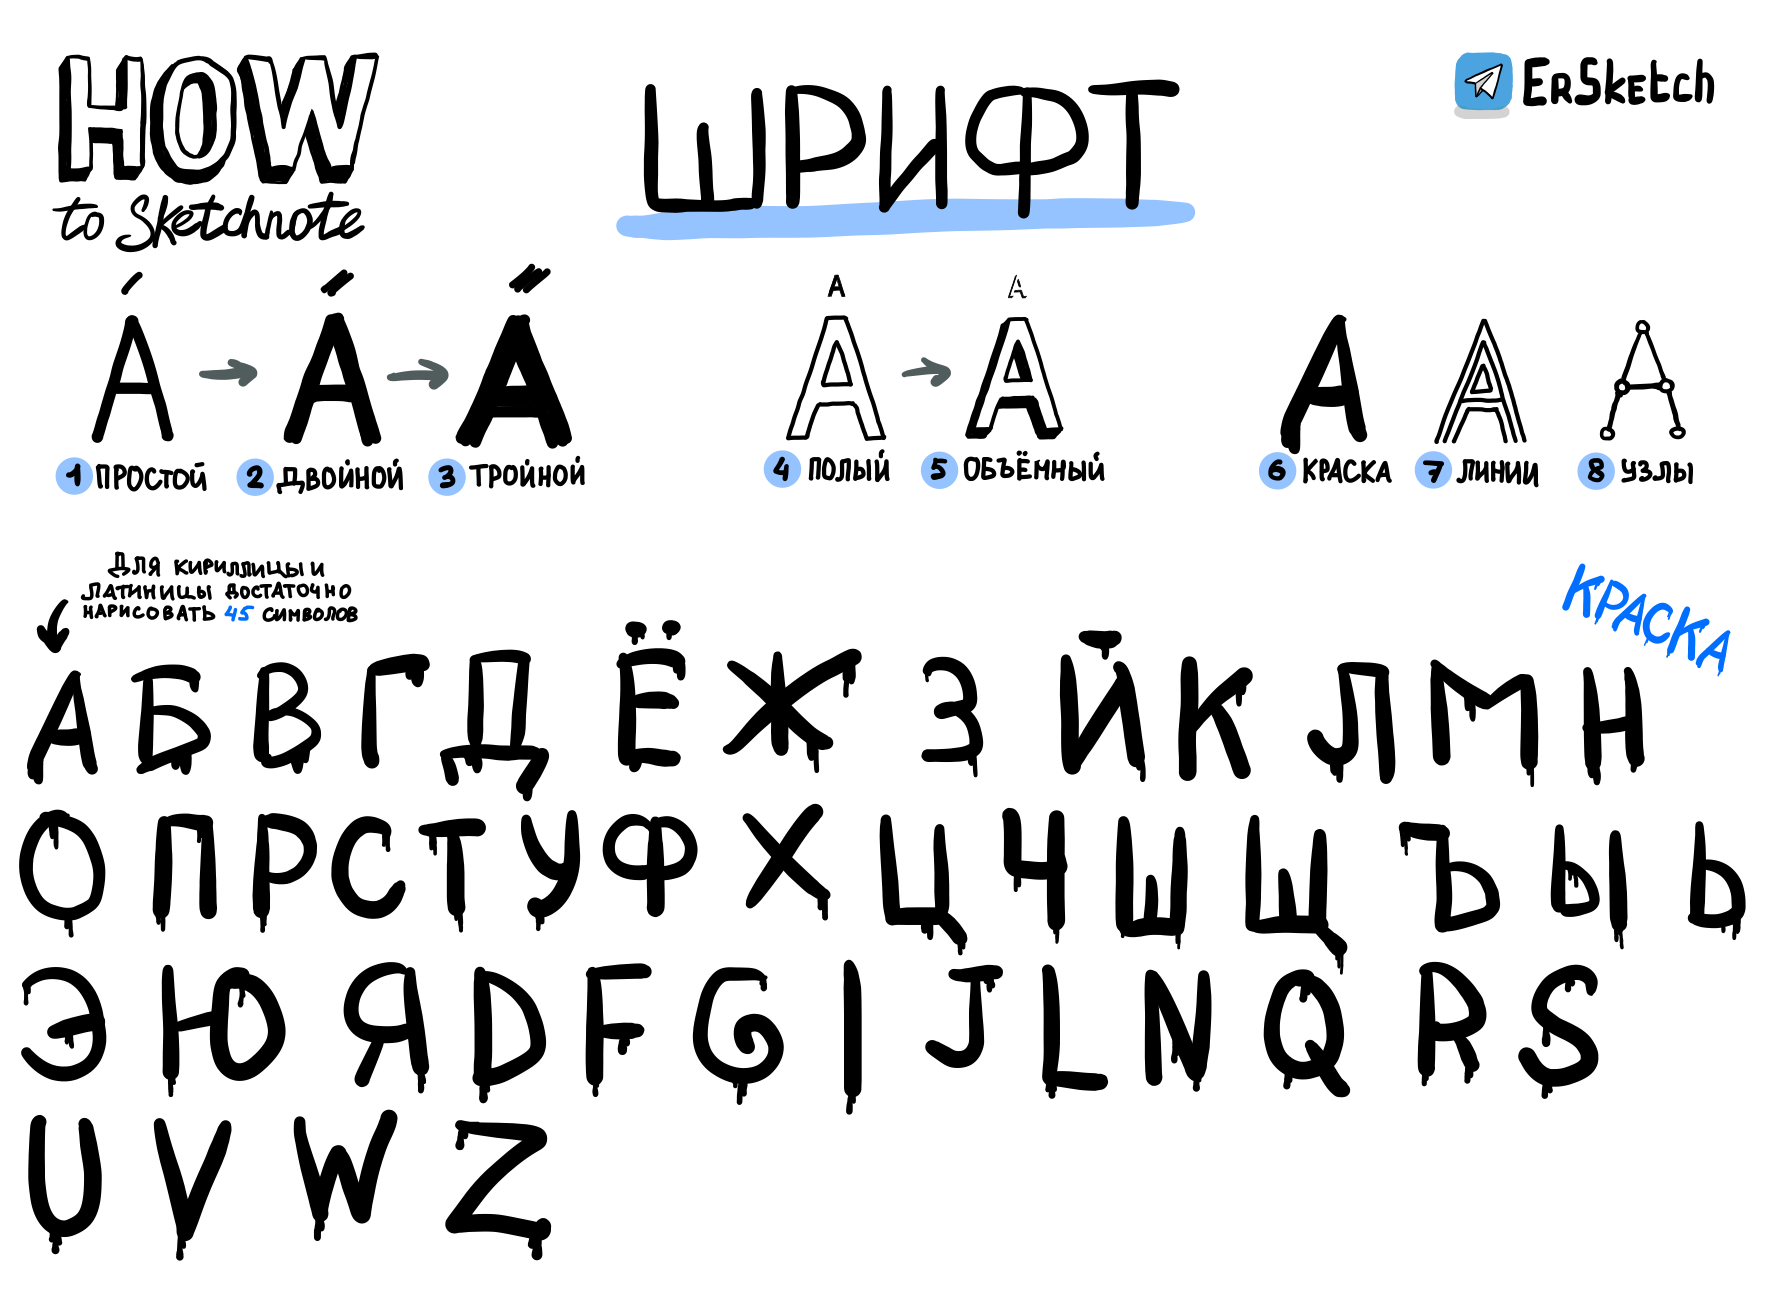 HOW
to Sketchnote
ШРИФТ
ErSketch
А А А А А
А А А А А А А А
1 ПРОСТОЙ 2 ДВОЙНОЙ 3 ТРОЙНОЙ 4 ПОЛЫЙ 5 ОБЪЁМНЫЙ 6 КРАСКА 7 ЛИНИИ 8 УЗЛЫ
ДЛЯ КИРИЛЛИЦЫ И
ЛАТИНИЦЫ ДОСТАТОЧНО
НАРИСОВАТЬ 45 СИМВОЛОВ
КРАСКА
А Б В Г Д Ё Ж З Й К Л М Н
О П Р С Т У Ф Х Ц Ч Ш Щ Ъ Ы Ь
Э Ю Я D F G I J L N Q R S
U V W Z